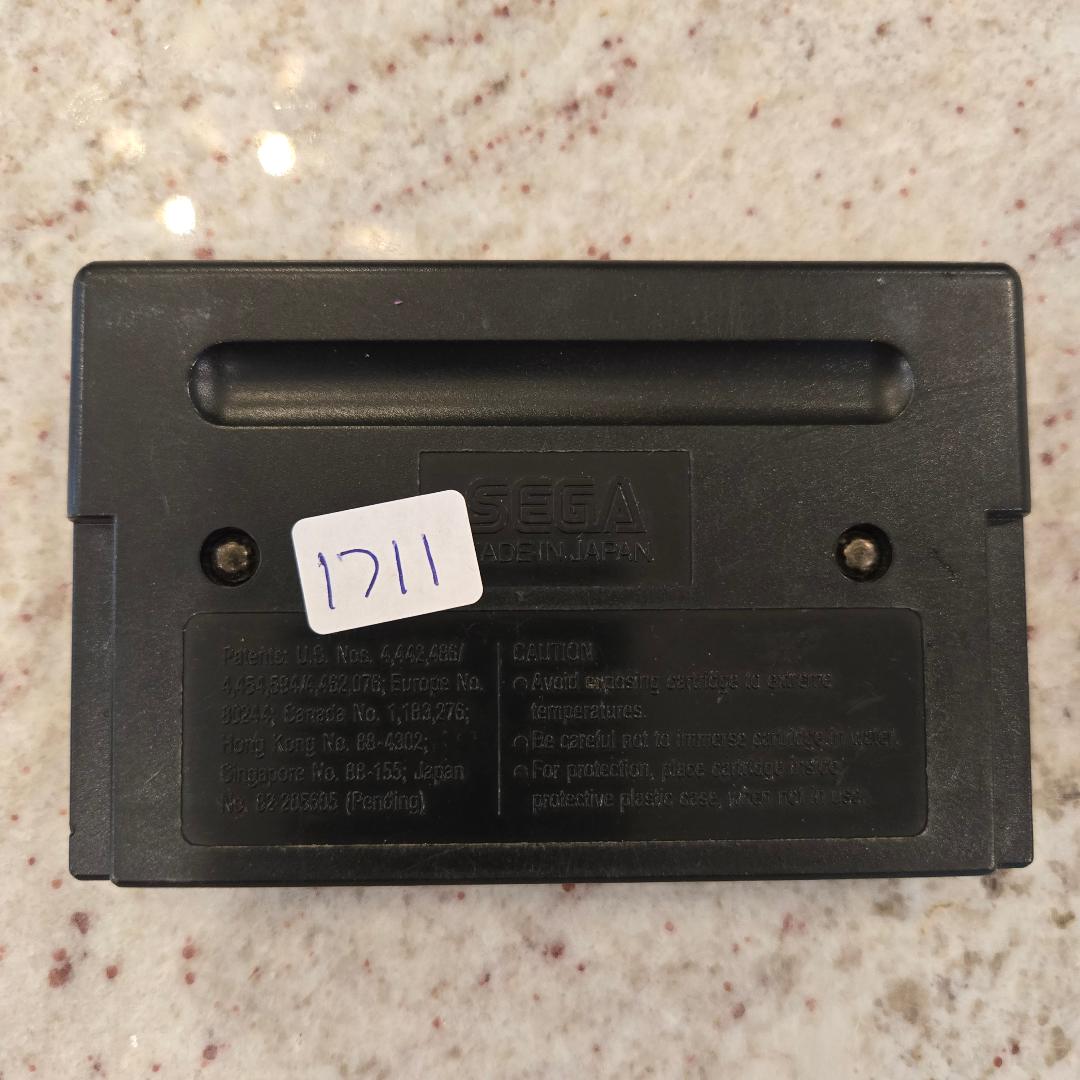 SEGA
MADE IN JAPAN
1711
Patents: U.S. Nos. 4,442,486/
4,454,594/4,462,076; Europe No.
80244; Canada No. 1,183,276;
Hong Kong No. 88-4302;
Singapore No. 88-155; Japan
No. 82-205605 (Pending)
CAUTION
Avoid exposing cartridge to extreme
temperatures.
Be careful not to immerse cartridge in water.
For protection, place cartridge inside
protective plastic case, when not in use.